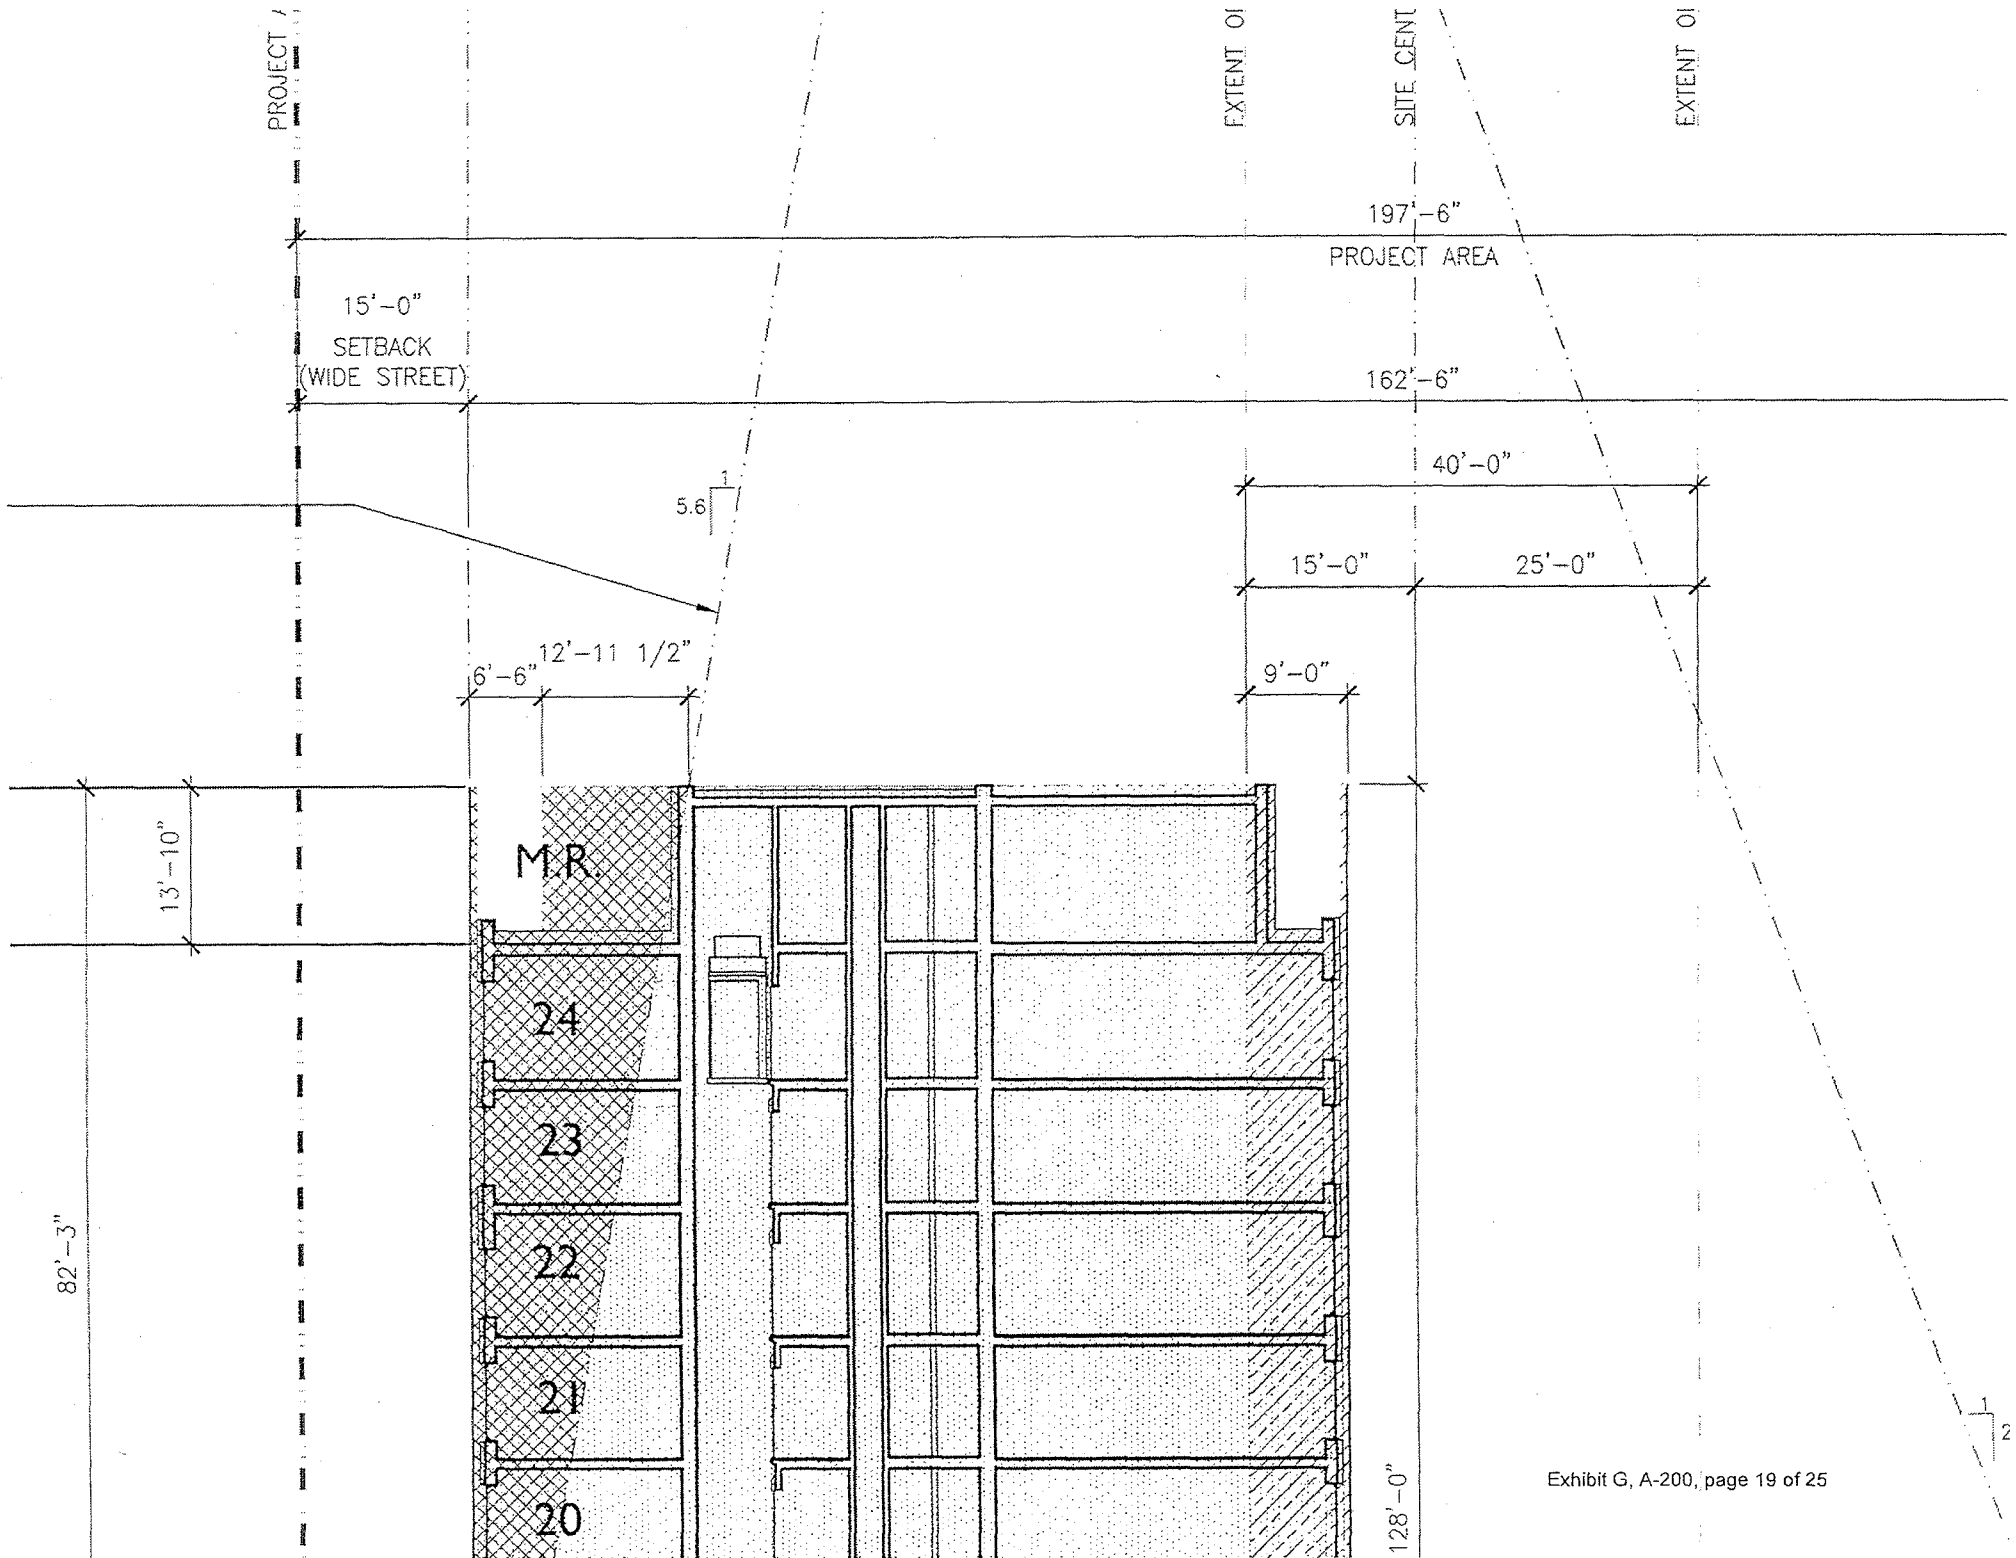 PROJECT
EXTENT
SITE CENT
EXTENT
197'-6"
PROJECT AREA
15'-0"
SETBACK
(WIDE STREET)
162'-6"
40'-0"
1
5.6
15'-0"
25'-0"
12'-11 1/2"
6'-6"
9'-0"
13'-10"
M.R.
24
23
82'-3"
22
21
1
2
Exhibit G, A-200, page 19 of 25
128'-0"
20